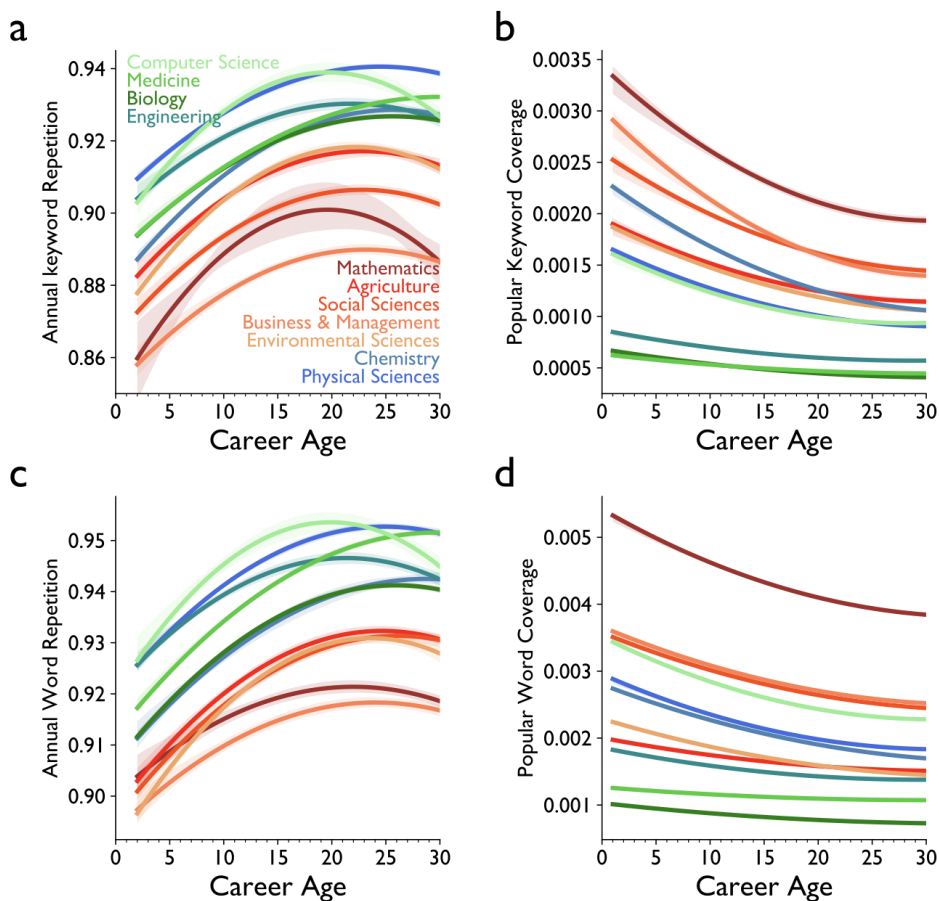 a
0.94
0.92
0.90
0.88
0.86
Annual keyword Repetition
Computer Science
Medicine
Biology
Engineering
Mathematics
Agriculture
Social Sciences
Business & Management
Environmental Sciences
Chemistry
Physical Sciences
0 5 10 15 20 25 30
Career Age
b
0.0035
0.0030
0.0025
0.0020
0.0015
0.0010
0.0005
Popular Keyword Coverage
0 5 10 15 20 25 30
Career Age
c
0.95
0.94
0.93
0.92
0.91
0.90
Annual Word Repetition
0 5 10 15 20 25 30
Career Age
d
0.005
0.004
0.003
0.002
0.001
Popular Word Coverage
0 5 10 15 20 25 30
Career Age